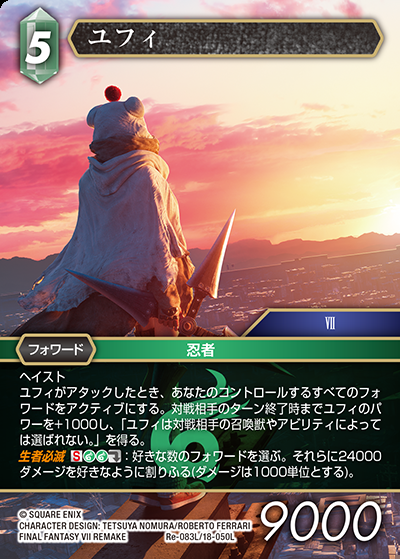 5
ユフィ
VII
フォワード
忍者
ヘイスト
ユフィがアタックしたとき、あなたのコントロールするすべてのフォ
ワードをアクティブにする。対戦相手のターン終了時までユフィのパ
ワーを+1000し、「ユフィは対戦相手の召喚獣やアビリティによって
は選ばれない。」を得る。
生者必滅 S : 好きな数のフォワードを選ぶ。それらに24000
ダメージを好きなように割りふる(ダメージは1000単位とする)。
© SQUARE ENIX
CHARACTER DESIGN: TETSUYA NOMURA/ROBERTO FERRARI
FINAL FANTASY VII REMAKE
Re-083L/18-050L
9000